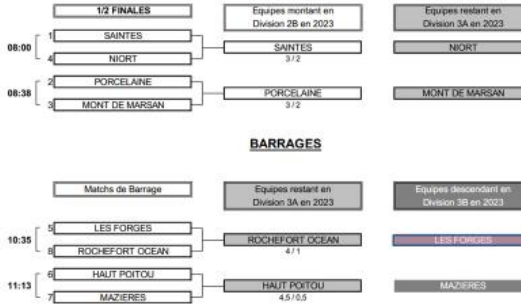 1/2 FINALES
Equipes montant en
Division 2B en 2023
Equipes restant en
Division 3A en 2023
1 SAINTES
08:00
SAINTES
NIORT
4 NIORT
3 / 2
2 PORCELAINE
08:38
PORCELAINE
MONT DE MARSAN
3 MONT DE MARSAN
3 / 2
BARRAGES
Matchs de Barrage
Equipes restant en
Division 3A en 2023
Equipes descendant en
Division 3B en 2023
5 LES FORGES
10:35
ROCHEFORT OCEAN
LES FORGES
8 ROCHEFORT OCEAN
4 / 1
6 HAUT POITOU
11:13
HAUT POITOU
MAZIERES
7 MAZIERES
4,5 / 0,5